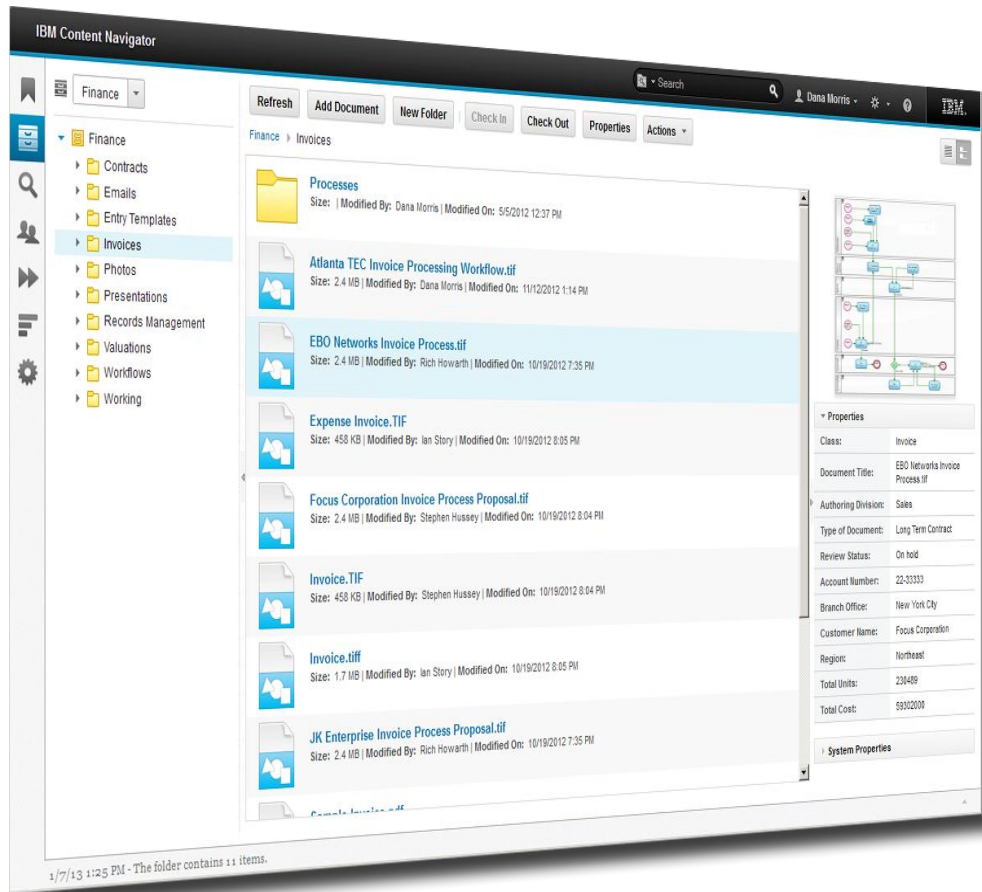 IBM Content Navigator
Search
Dana Morris
IBM.
Finance
Refresh
Add Document
New Folder
Check In
Check Out
Properties
Actions
Finance
Contracts
Emails
Entry Templates
Invoices
Photos
Presentations
Records Management
Valuations
Workflows
Working
Finance Invoices
Processes
Size: | Modified By: Dana Morris | Modified On: 5/5/2012 12:37 PM
Atlanta TEC Invoice Processing Workflow.tif
Size: 2.4 MB | Modified By: Dana Morris | Modified On: 11/12/2012 1:14 PM
EBO Networks Invoice Process.tif
Size: 2.4 MB | Modified By: Rich Howarth | Modified On: 10/19/2012 7:35 PM
Expense Invoice.TIF
Size: 458 KB | Modified By: Ian Story | Modified On: 10/19/2012 8:05 PM
Focus Corporation Invoice Process Proposal.tif
Size: 2.4 MB | Modified By: Stephen Hussey | Modified On: 10/19/2012 8:04 PM
Invoice.TIF
Size: 458 KB | Modified By: Stephen Hussey | Modified On: 10/19/2012 8:04 PM
Invoice.tiff
Size: 1.7 MB | Modified By: Ian Story | Modified On: 10/19/2012 8:05 PM
JK Enterprise Invoice Process Proposal.tif
Size: 2.4 MB | Modified By: Rich Howarth | Modified On: 10/19/2012 7:35 PM
Sample Invoice.pdf
Properties
Class: Invoice
Document Title: EBO Networks Invoice
Process.tif
Authoring Division: Sales
Type of Document: Long Term Contract
Review Status: On hold
Account Number: 22-33333
Branch Office: New York City
Customer Name: Focus Corporation
Region: Northeast
Total Units: 230489
Total Cost: 59302000
System Properties
1/7/13 1:25 PM - The folder contains 11 items.